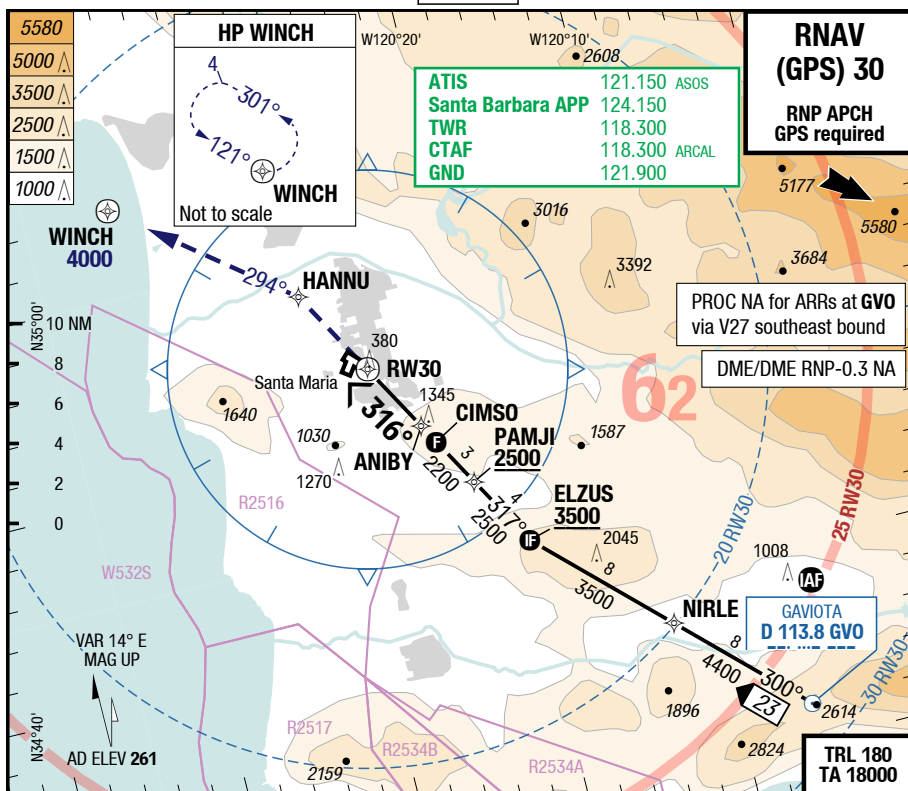 5580
5000
3500
2500
1500
1000
HP WINCH
4
301°
121°
WINCH
Not to scale
W120°20'
W120°10'
2608
ATIS 121.150 ASOS
Santa Barbara APP 124.150
TWR 118.300
CTAF 118.300 ARCAL
GND 121.900
RNAV
(GPS) 30
RNP APCH
GPS required
5177
5580
3016
3392
3684
WINCH
4000
294°
HANNU
PROC NA for ARRs at GVO
via V27 southeast bound
DME/DME RNP-0.3 NA
N35°00'
10 NM
8
6
4
2
0
380
RW30
Santa Maria
1345
316°
CIMSO
F
62
1640
1030
1270
ANIBY
2200
3
PAMJI
2500
1587
R2516
4
317°
2500
ELZUS
3500
IF
2045
8
3500
20 RW30
25 RW30
1008
IAF
W532S
NIRLE
GAVIOTA
D 113.8 GVO
8
4400
300°
30 RW30
23
2614
VAR 14° E
MAG UP
AD ELEV 261
N34°40'
1896
2824
R2517
R2534B
R2534A
2159
TRL 180
TA 18000